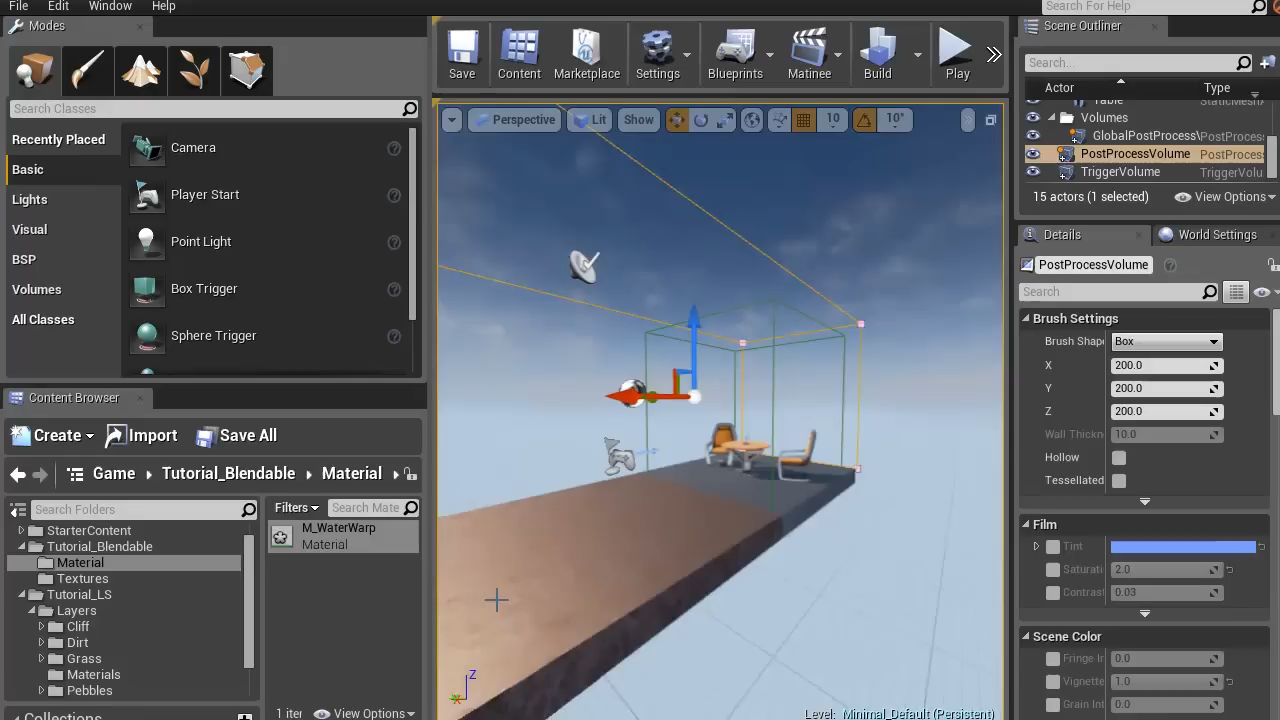 File Edit Window Help
Search For Help
Modes
Search Classes
Recently Placed
Basic
Lights
Visual
BSP
Volumes
All Classes
Camera
Player Start
Point Light
Box Trigger
Sphere Trigger
Content Browser
Create Import Save All
Game Tutorial_Blendable Material
Search Folders
StarterContent
Tutorial_Blendable
Material
Textures
Tutorial_LS
Layers
Cliff
Dirt
Grass
Materials
Pebbles
Collections
Filters Search Mate
M_WaterWarp
Material
1 iter View Options
Save Content Marketplace Settings Blueprints Matinee Build Play
Perspective Lit Show 10 10°
Z
Level: Minimal_Default (Persistent)
Scene Outliner
Search...
Actor Type
Table StaticMeshA
Volumes
GlobalPostProcess\ PostProces
PostProcessVolume PostProces
TriggerVolume TriggerVolu
15 actors (1 selected) View Options
Details World Settings
PostProcessVolume
Search
Brush Settings
Brush Shap Box
X 200.0
Y 200.0
Z 200.0
Wall Thickn 10.0
Hollow
Tessellated
Film
Tint
Saturati 2.0
Contras 0.03
Scene Color
Fringe In 0.0
Vignette 1.0
Grain Int 0.0